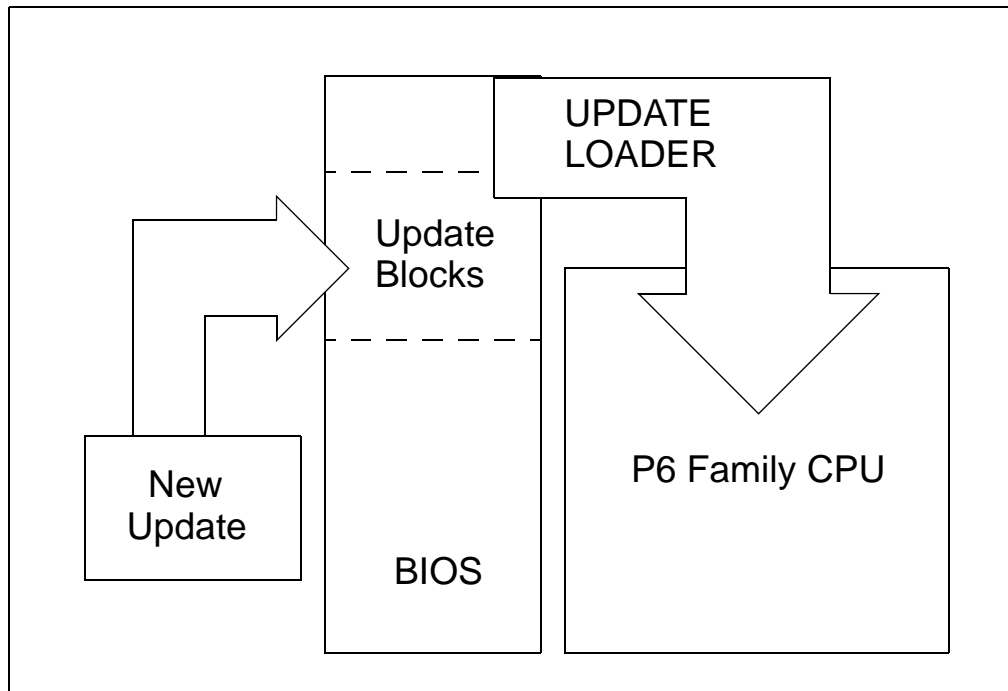 UPDATE
LOADER
Update
Blocks
New
Update
P6 Family CPU
BIOS